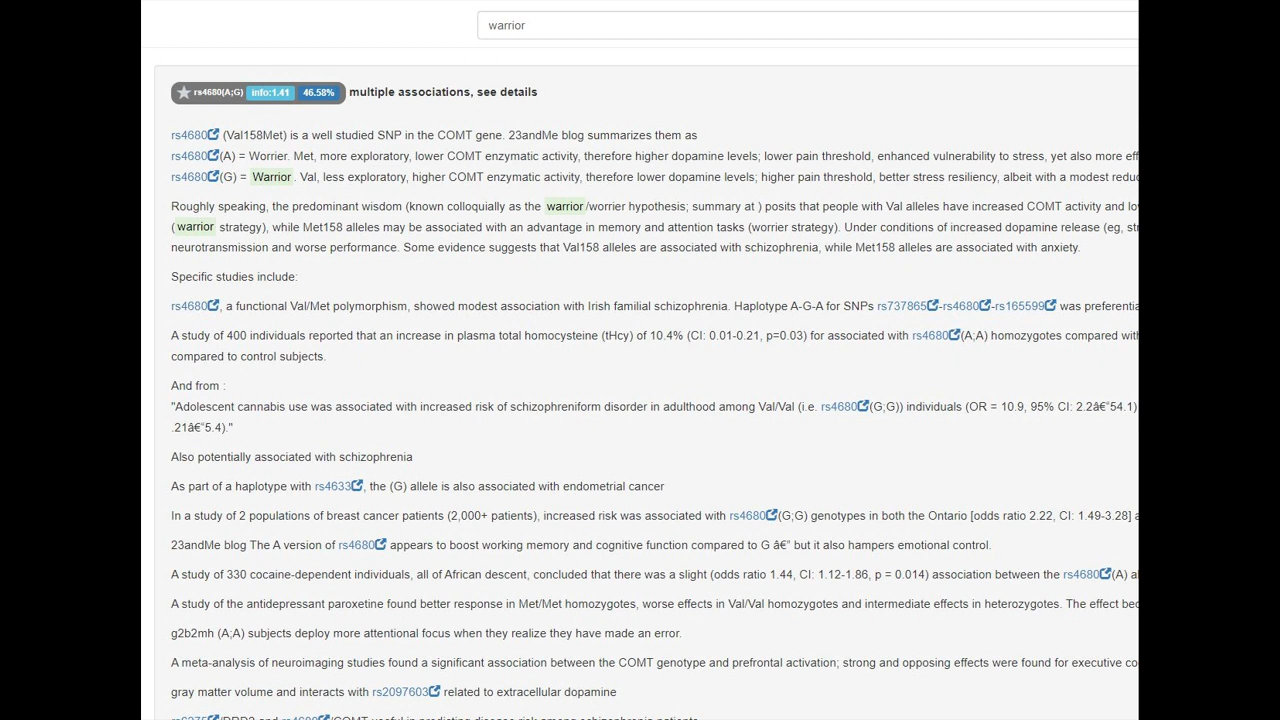 warrior
rs4680(A;G) info:1.41 46.58% multiple associations, see details
rs4680 (Val158Met) is a well studied SNP in the COMT gene. 23andMe blog summarizes them as
rs4680(A) = Worrier. Met, more exploratory, lower COMT enzymatic activity, therefore higher dopamine levels; lower pain threshold, enhanced vulnerability to stress, yet also more eff
rs4680(G) = Warrior. Val, less exploratory, higher COMT enzymatic activity, therefore lower dopamine levels; higher pain threshold, better stress resiliency, albeit with a modest reduc
Roughly speaking, the predominant wisdom (known colloquially as the warrior/worrier hypothesis; summary at ) posits that people with Val alleles have increased COMT activity and lo
(warrior strategy), while Met158 alleles may be associated with an advantage in memory and attention tasks (worrier strategy). Under conditions of increased dopamine release (eg, str
neurotransmission and worse performance. Some evidence suggests that Val158 alleles are associated with schizophrenia, while Met158 alleles are associated with anxiety.
Specific studies include:
rs4680, a functional Val/Met polymorphism, showed modest association with Irish familial schizophrenia. Haplotype A-G-A for SNPs rs737865-rs4680-rs165599 was preferentia
A study of 400 individuals reported that an increase in plasma total homocysteine (tHcy) of 10.4% (CI: 0.01-0.21, p=0.03) for associated with rs4680(A;A) homozygotes compared with
compared to control subjects.
And from :
"Adolescent cannabis use was associated with increased risk of schizophreniform disorder in adulthood among Val/Val (i.e. rs4680(G;G)) individuals (OR = 10.9, 95% CI: 2.2â€“54.1)
.21â€“5.4)."
Also potentially associated with schizophrenia
As part of a haplotype with rs4633, the (G) allele is also associated with endometrial cancer
In a study of 2 populations of breast cancer patients (2,000+ patients), increased risk was associated with rs4680(G;G) genotypes in both the Ontario [odds ratio 2.22, CI: 1.49-3.28] a
23andMe blog The A version of rs4680 appears to boost working memory and cognitive function compared to G â€” but it also hampers emotional control.
A study of 330 cocaine-dependent individuals, all of African descent, concluded that there was a slight (odds ratio 1.44, CI: 1.12-1.86, p = 0.014) association between the rs4680(A) al
A study of the antidepressant paroxetine found better response in Met/Met homozygotes, worse effects in Val/Val homozygotes and intermediate effects in heterozygotes. The effect bec
g2b2mh (A;A) subjects deploy more attentional focus when they realize they have made an error.
A meta-analysis of neuroimaging studies found a significant association between the COMT genotype and prefrontal activation; strong and opposing effects were found for executive co
gray matter volume and interacts with rs2097603 related to extracellular dopamine